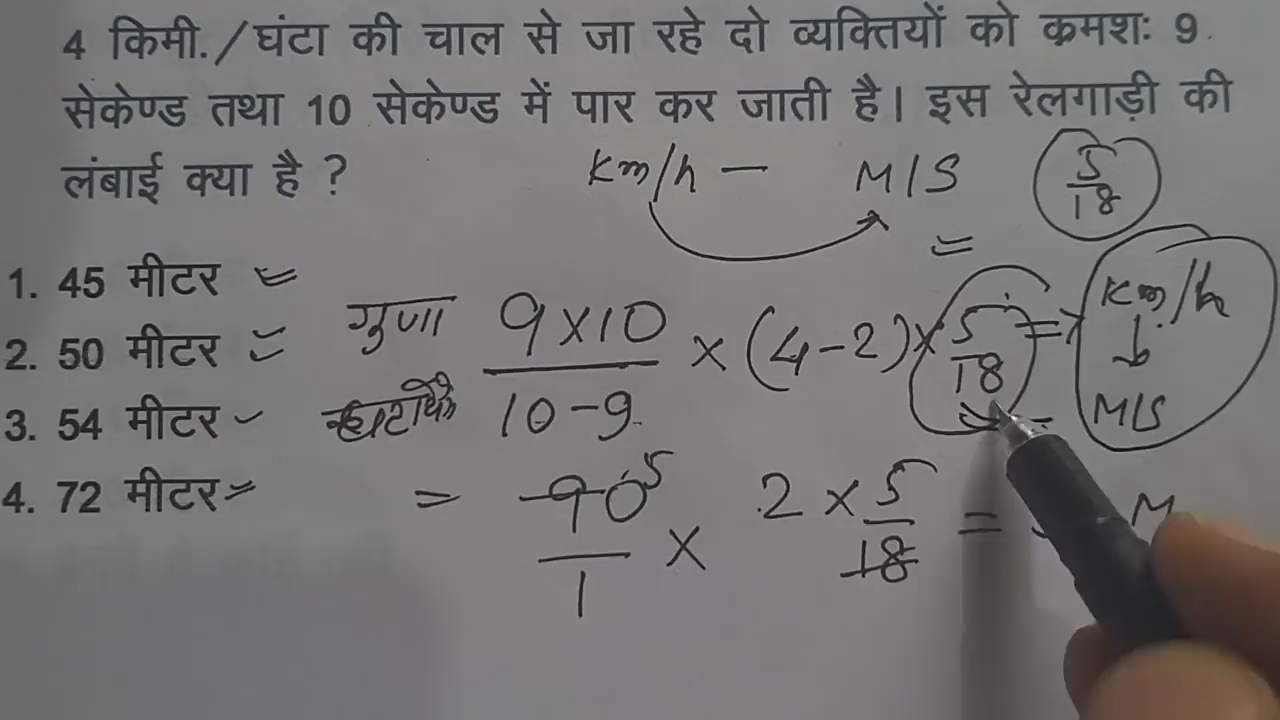 4 किमी./घंटा की चाल से जा रहे दो व्यक्तियों को क्रमशः 9
सेकेण्ड तथा 10 सेकेण्ड में पार कर जाती है। इस रेलगाड़ी की
लंबाई क्या है ?
km/h — M/S 5/18
=
1. 45 मीटर
2. 50 मीटर
3. 54 मीटर
4. 72 मीटर
गुणा 9×10 × (4-2) × 5/18 =
10-9
km/h
↓
M/S
= 90 5 × 2 × 5/18 = M
1